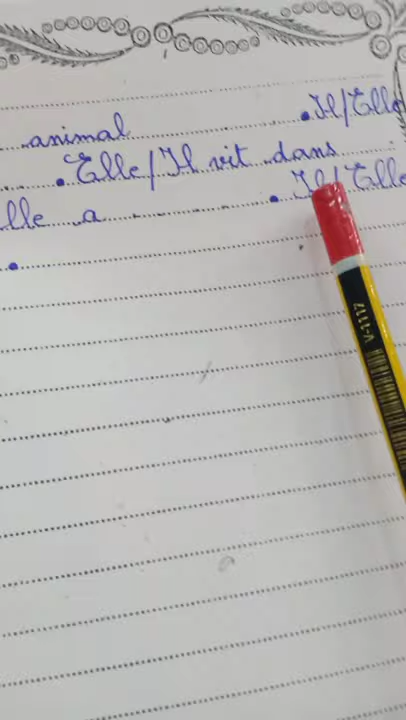 animal ............ . Il/Elle
..... . Elle/Il vit dans .....
lle a ............ . Il/Elle
.
V-1117